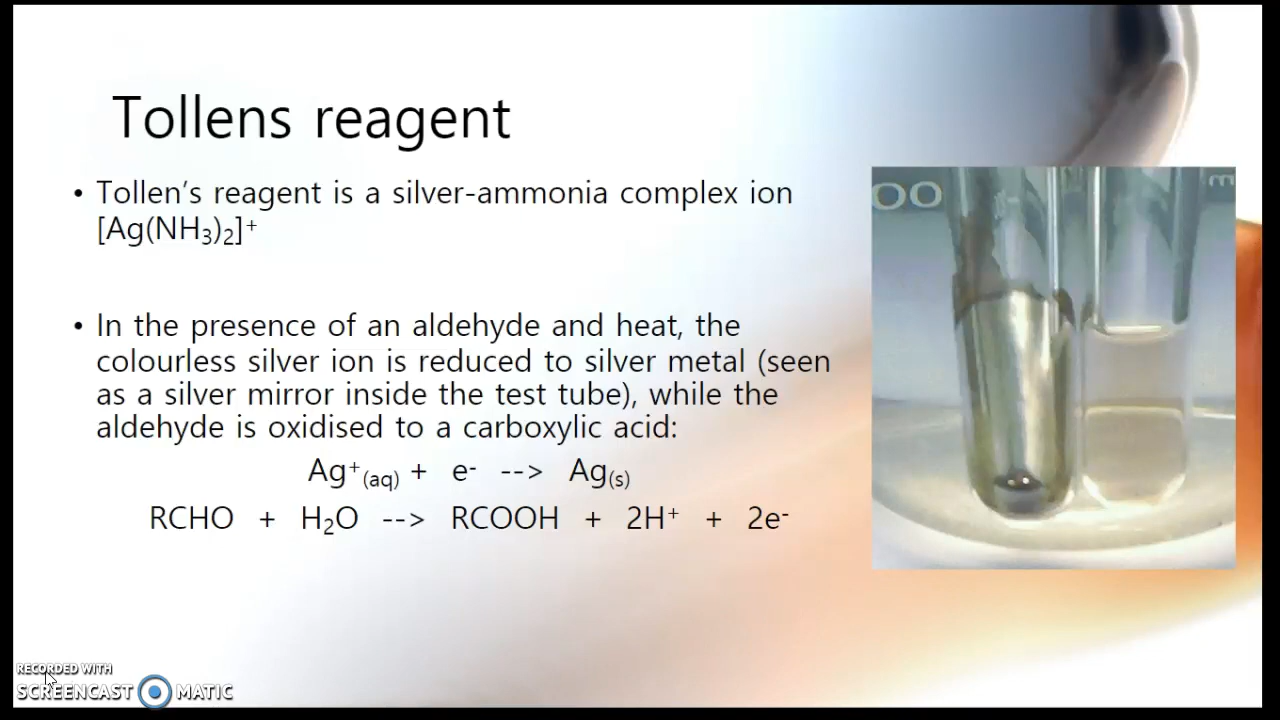 Tollens reagent
• Tollen’s reagent is a silver-ammonia complex ion
[Ag(NH₃)₂]⁺
• In the presence of an aldehyde and heat, the
colourless silver ion is reduced to silver metal (seen
as a silver mirror inside the test tube), while the
aldehyde is oxidised to a carboxylic acid:
Ag⁺(aq) + e⁻ --> Ag(s)
RCHO + H₂O --> RCOOH + 2H⁺ + 2e⁻
RECORDED WITH
SCREENCAST MATIC